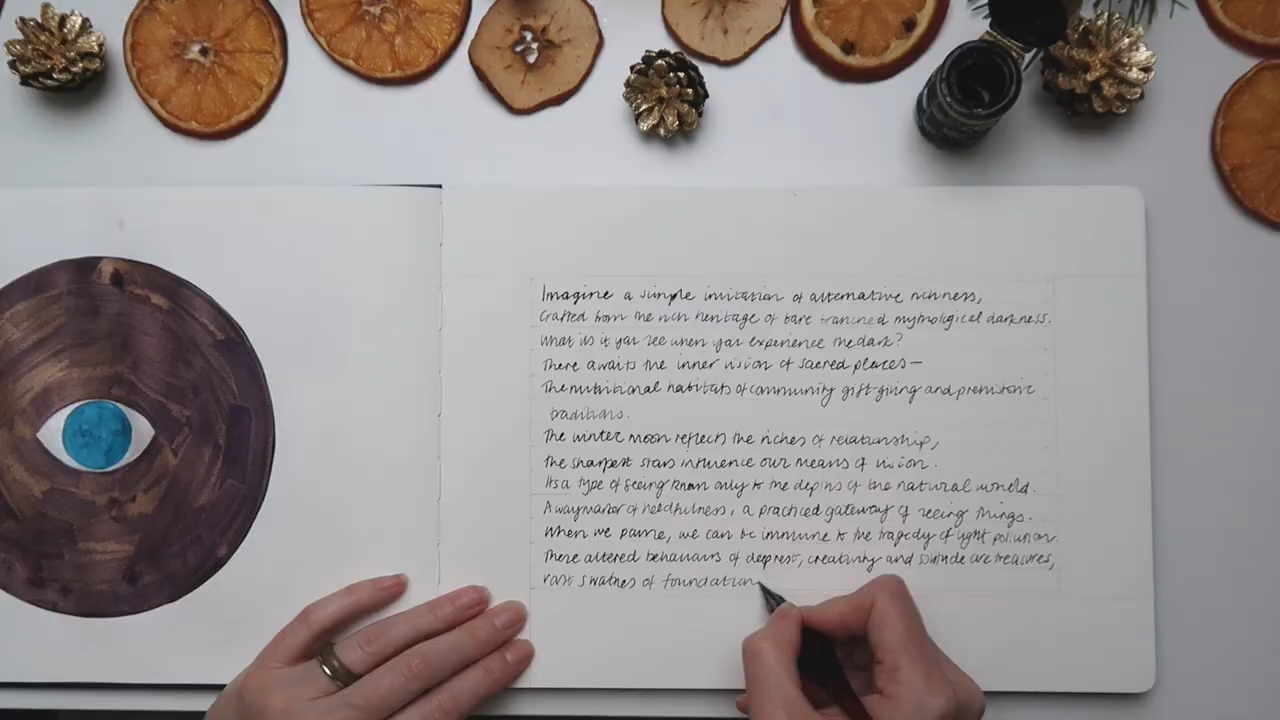 Imagine a simple invitation of alternative richness,
Crafted from the rich heritage of bare branched mythological darkness.
What is it you see when you experience the dark?
There awaits the inner vision of sacred places—
The nutritional habitats of community gift giving and prehistoric
traditions.
The winter moon reflects the riches of relationship,
the sharpest stars influence our means of vision.
Its a type of seeing known only to the depths of the natural world.
A waymarker of heedfulness, a practiced gateway of seeing things.
When we pause, we can be immune to the tragedy of light pollution.
These altered behaviours of deep rest, creativity and solitude are treasures,
vast swathes of foundation